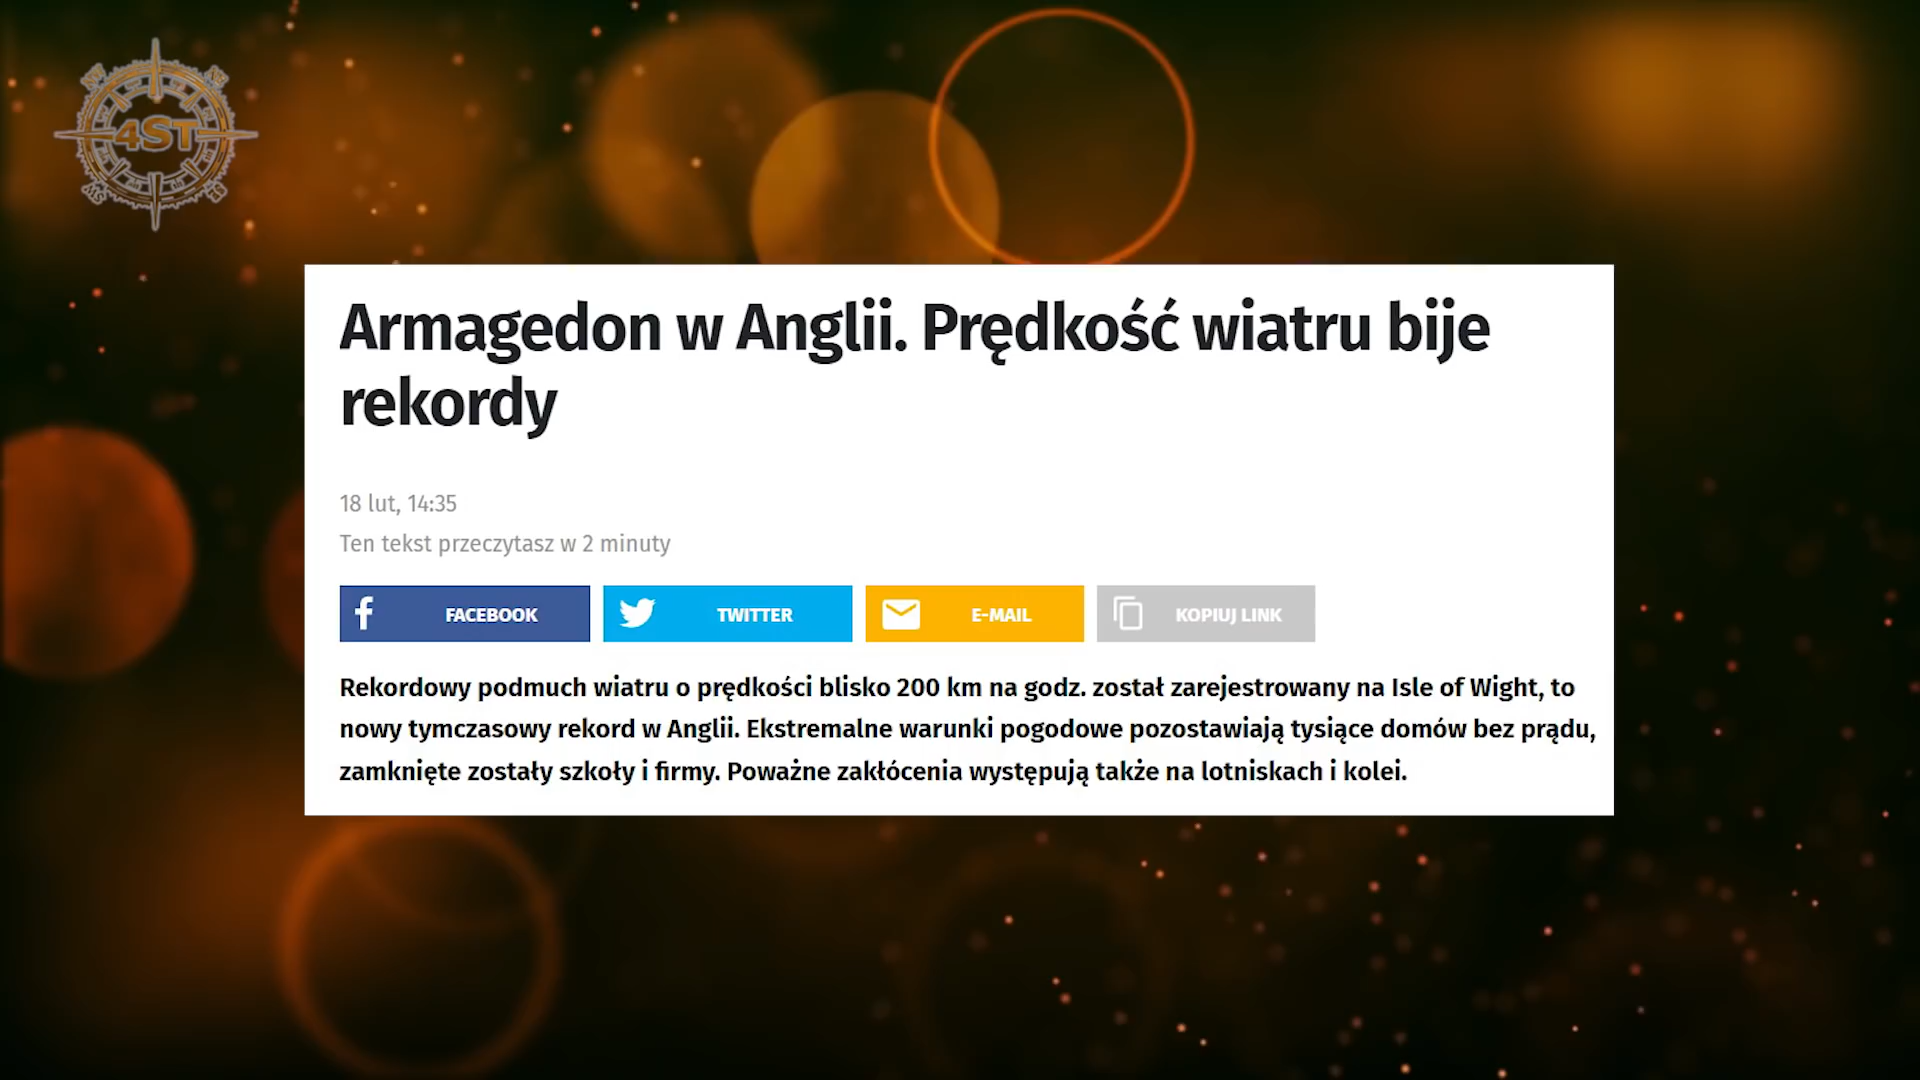 4ST
Armagedon w Anglii. Prędkość wiatru bije
rekordy
18 lut, 14:35
Ten tekst przeczytasz w 2 minuty
FACEBOOK
TWITTER
E-MAIL
KOPIUJ LINK
Rekordowy podmuch wiatru o prędkości blisko 200 km na godz. został zarejestrowany na Isle of Wight, to
nowy tymczasowy rekord w Anglii. Ekstremalne warunki pogodowe pozostawiają tysiące domów bez prądu,
zamknięte zostały szkoły i firmy. Poważne zakłócenia występują także na lotniskach i kolei.